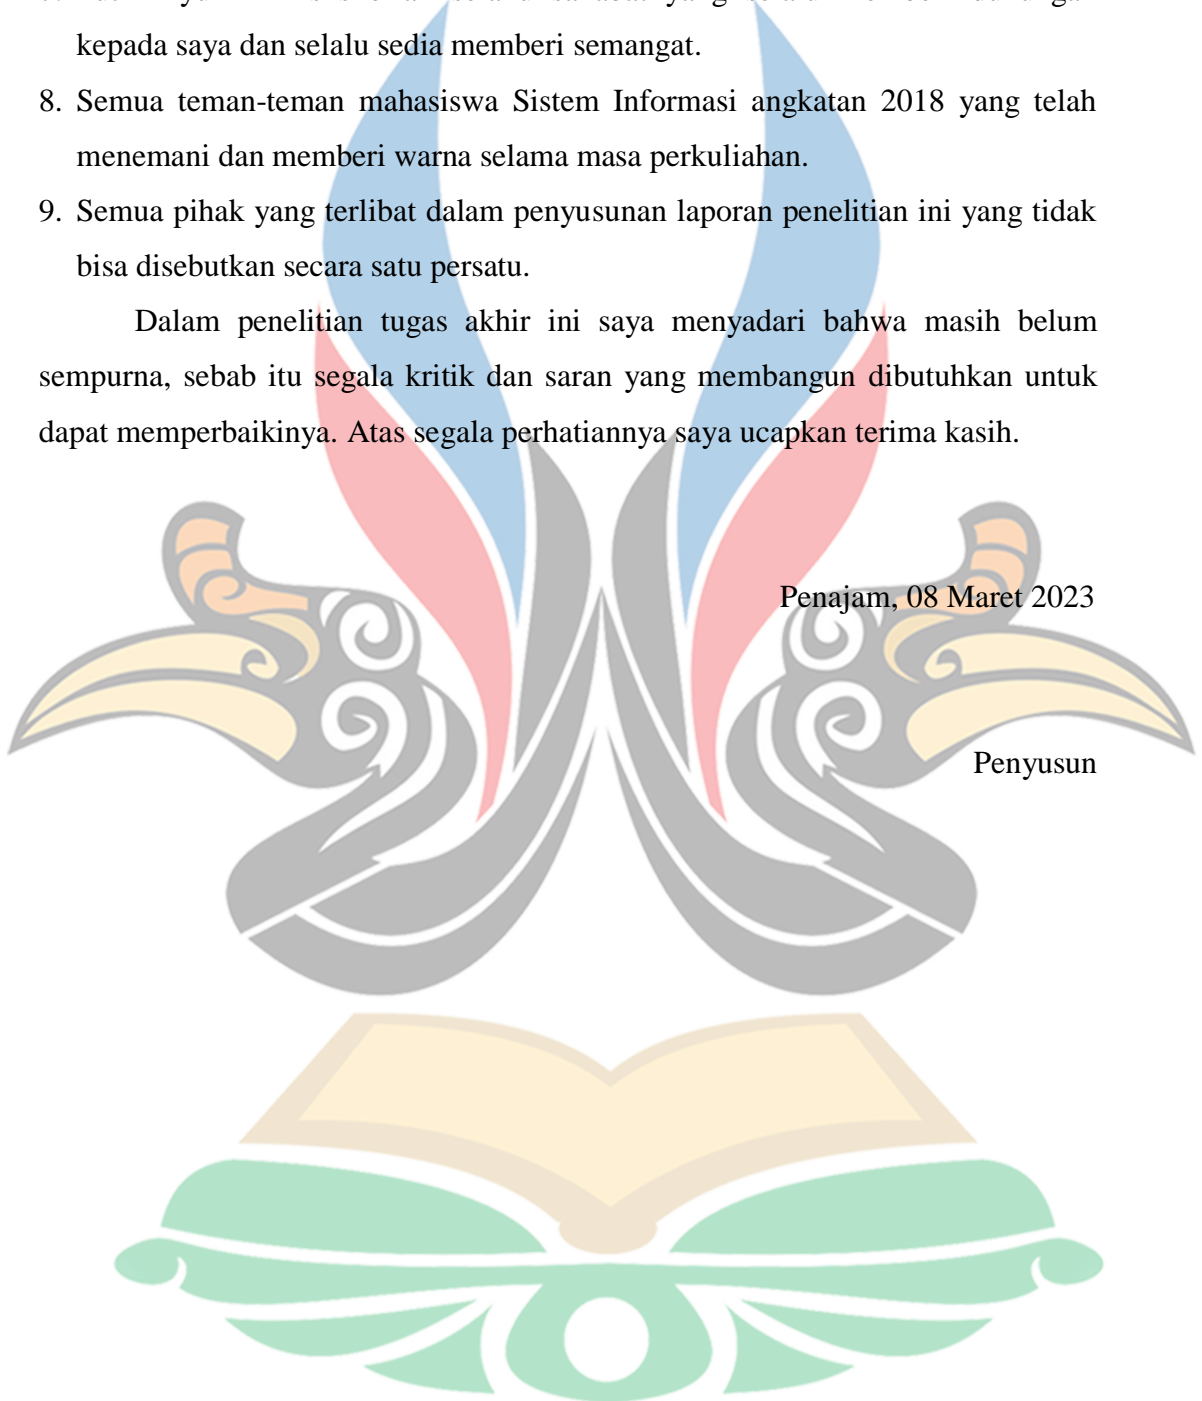 kepada saya dan selalu sedia memberi semangat.
8. Semua teman-teman mahasiswa Sistem Informasi angkatan 2018 yang telah
menemani dan memberi warna selama masa perkuliahan.
9. Semua pihak yang terlibat dalam penyusunan laporan penelitian ini yang tidak
bisa disebutkan secara satu persatu.
Dalam penelitian tugas akhir ini saya menyadari bahwa masih belum
sempurna, sebab itu segala kritik dan saran yang membangun dibutuhkan untuk
dapat memperbaikinya. Atas segala perhatiannya saya ucapkan terima kasih.
Penajam, 08 Maret 2023
Penyusun